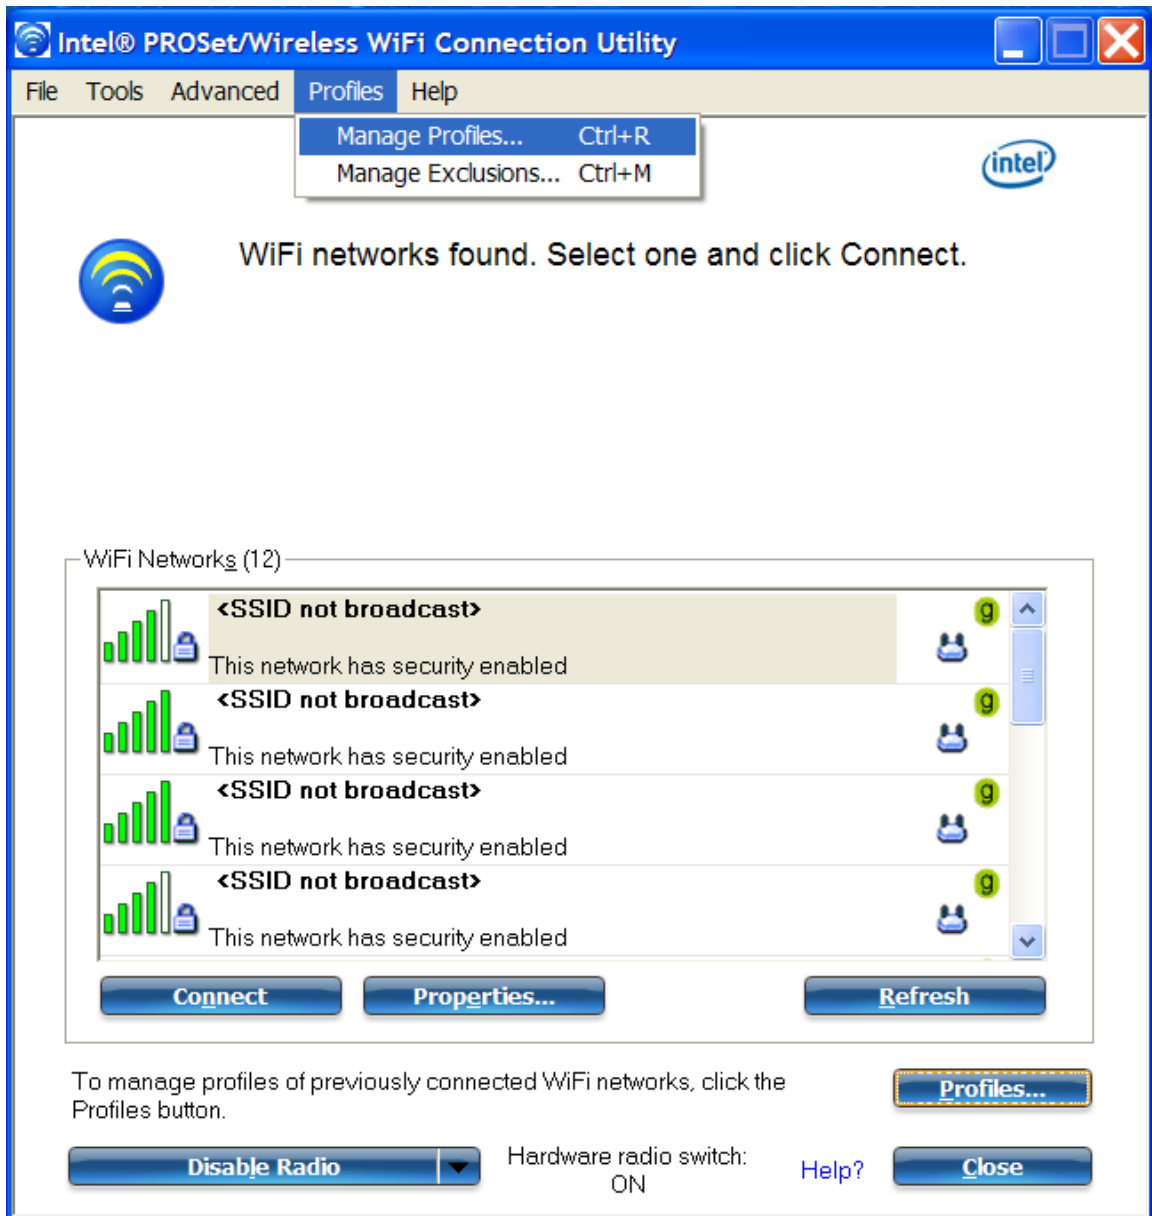 Intel® PROSet/Wireless WiFi Connection Utility
File Tools Advanced Profiles Help
Manage Profiles... Ctrl+R
Manage Exclusions... Ctrl+M
intel
WiFi networks found. Select one and click Connect.
WiFi Networks (12)
<SSID not broadcast>
g
This network has security enabled
<SSID not broadcast>
g
This network has security enabled
<SSID not broadcast>
g
This network has security enabled
<SSID not broadcast>
g
This network has security enabled
Connect Properties... Refresh
To manage profiles of previously connected WiFi networks, click the
Profiles button.
Profiles...
Disable Radio
Hardware radio switch:
ON
Help?
Close